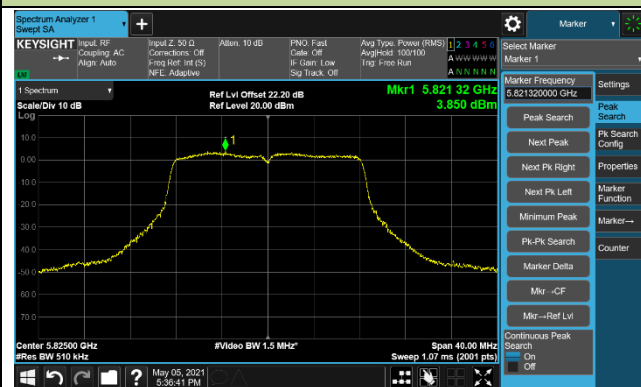 Spectrum Analyzer 1
Swept SA
+
Marker
KEYSIGHT
Input: RF
Coupling: AC
Align: Auto
Input Z: 50 Ω
Corrections: Off
Freq Ref: Int (S)
NFE: Adaptive
Atten: 10 dB
PNO: Fast
Gate: Off
IF Gain: Low
Sig Track: Off
Avg Type: Power (RMS)
Avg|Hold: 100/100
Trig: Free Run
1 2 3 4 5 6
A W W W W W
A N N N N N
LNI
Select Marker
Marker 1
1 Spectrum
Scale/Div 10 dB
Log
Ref Lvl Offset 22.20 dB
Ref Level 20.00 dBm
Mkr1 5.821 32 GHz
3.850 dBm
1
10.0
0.00
-10.0
-20.0
-30.0
-40.0
-50.0
-60.0
-70.0
Center 5.82500 GHz
#Res BW 510 kHz
#Video BW 1.5 MHz*
Span 40.00 MHz
Sweep 1.07 ms (2001 pts)
Marker Frequency
5.821320000 GHz
Peak Search
Next Peak
Next Pk Right
Next Pk Left
Minimum Peak
Pk-Pk Search
Marker Delta
Mkr→CF
Mkr→Ref Lvl
Continuous Peak
Search
On
Off
Settings
Peak
Search
Pk Search
Config
Properties
Marker
Function
Marker→
Counter
?
May 05, 2021
5:36:41 PM